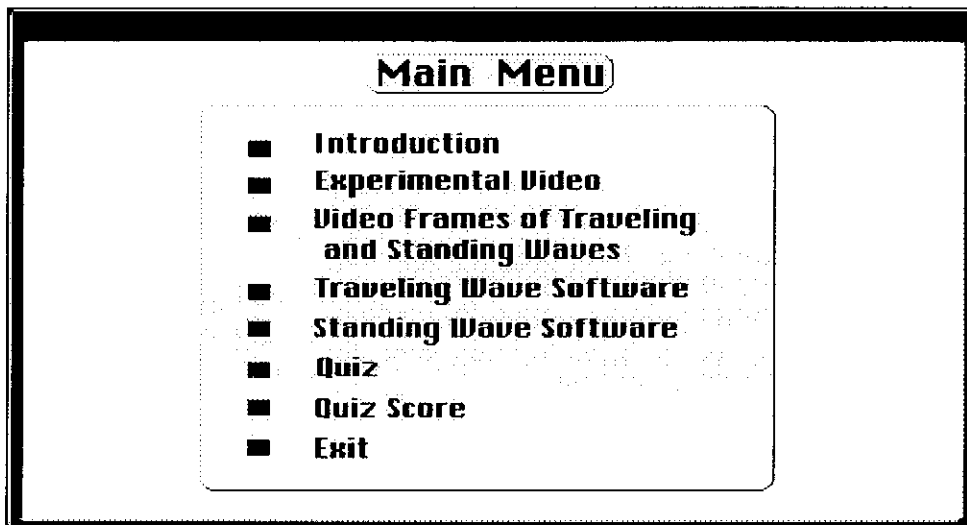 Main Menu
Introduction
Experimental Video
Video Frames of Traveling
and Standing Waves
Traveling Wave Software
Standing Wave Software
Quiz
Quiz Score
Exit